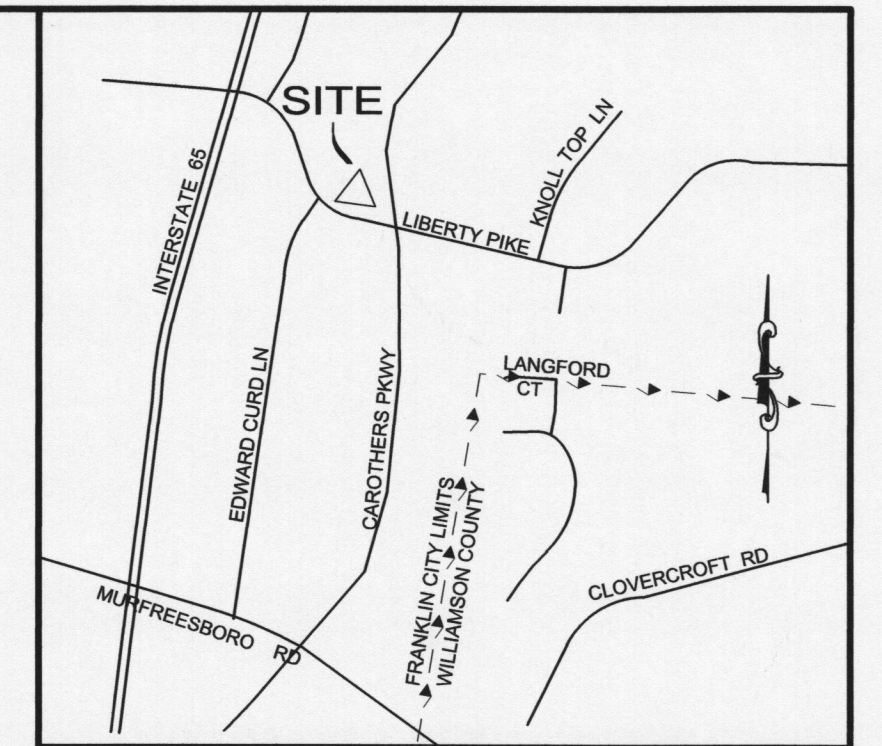 SITE
INTERSTATE 65
KNOLL TOP LN
LIBERTY PIKE
LANGFORD
CT
EDWARD CURD LN
CAROTHERS PKWY
FRANKLIN CITY LIMITS
WILLIAMSON COUNTY
CLOVERCROFT RD
MURFREESBORO RD